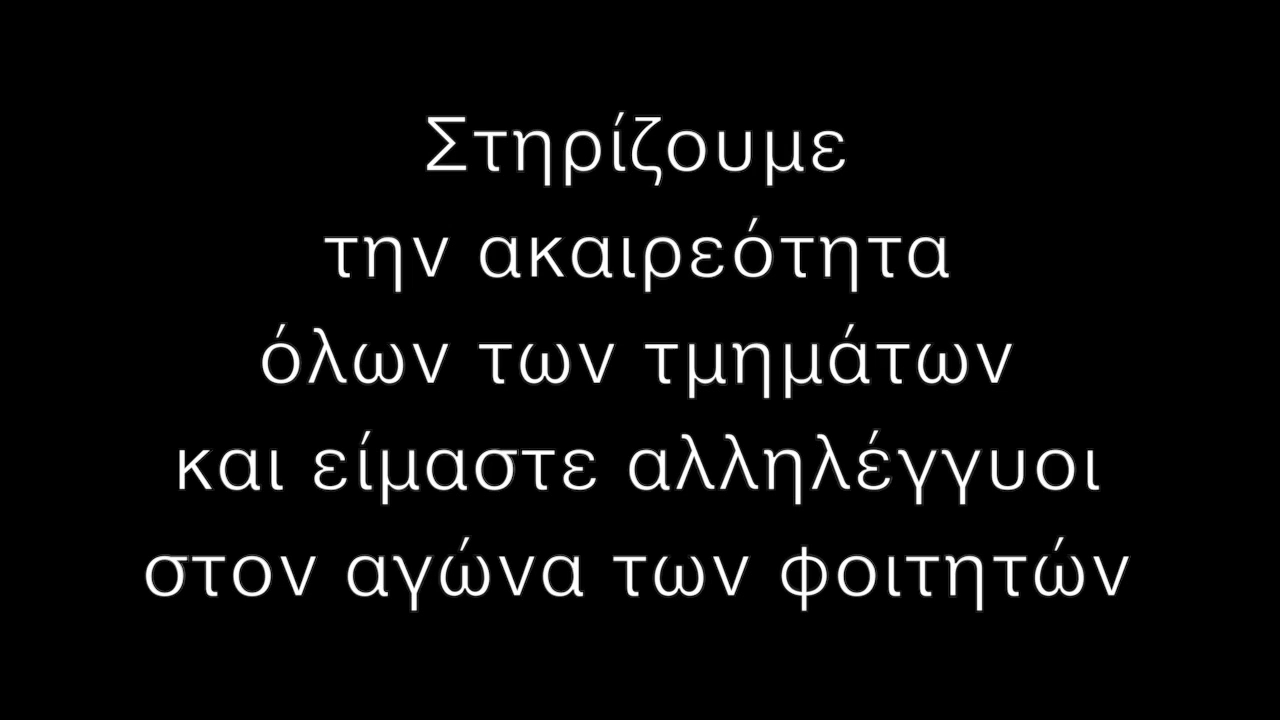 Στηρίζουμε
την ακαιρεότητα
όλων των τμημάτων
και είμαστε αλληλέγγυοι
στον αγώνα των φοιτητών